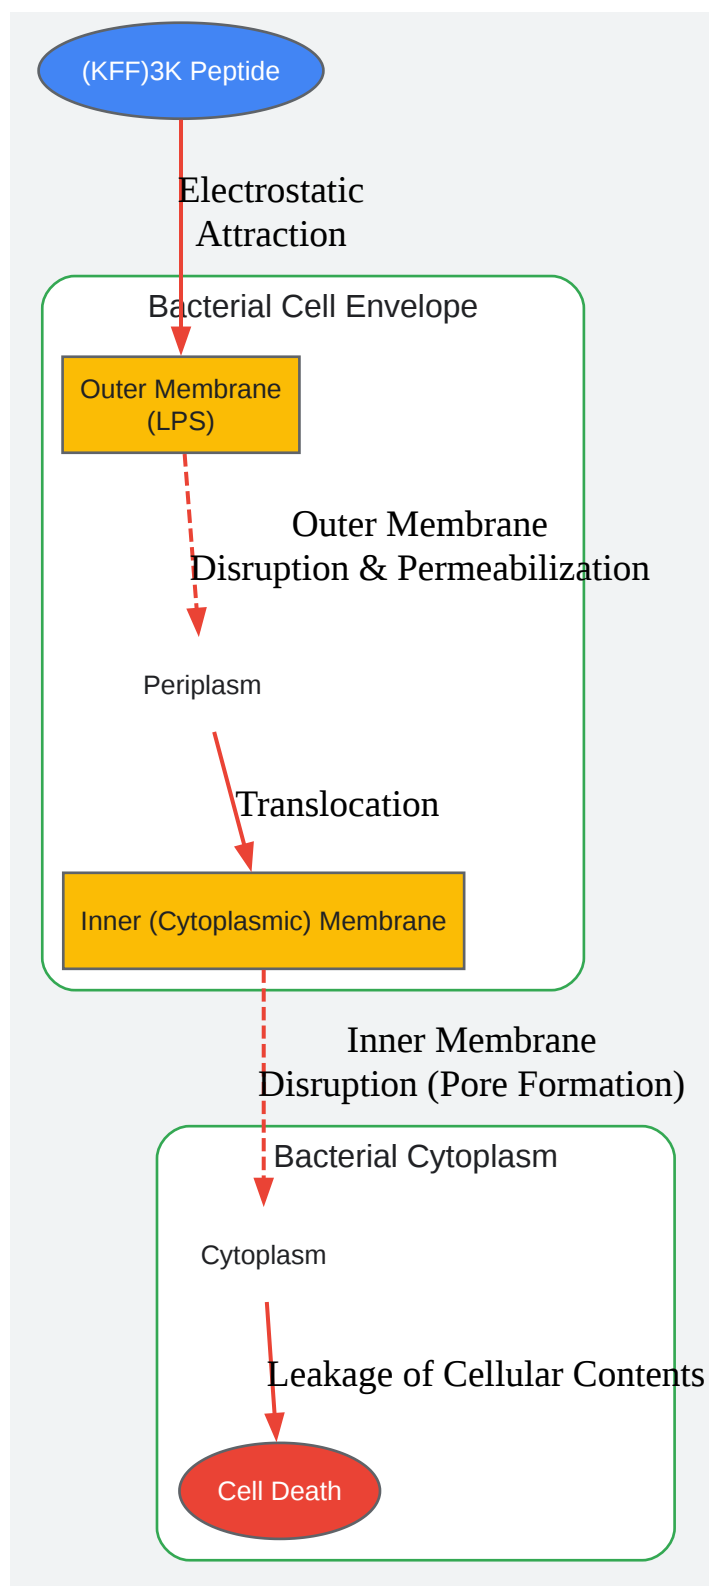 (KFF)3K Peptide
Electrostatic
Attraction
Bacterial Cell Envelope
Outer Membrane
(LPS)
Outer Membrane
Disruption & Permeabilization
Periplasm
Translocation
Inner (Cytoplasmic) Membrane
Inner Membrane
Disruption (Pore Formation)
Bacterial Cytoplasm
Cytoplasm
Leakage of Cellular Contents
Cell Death